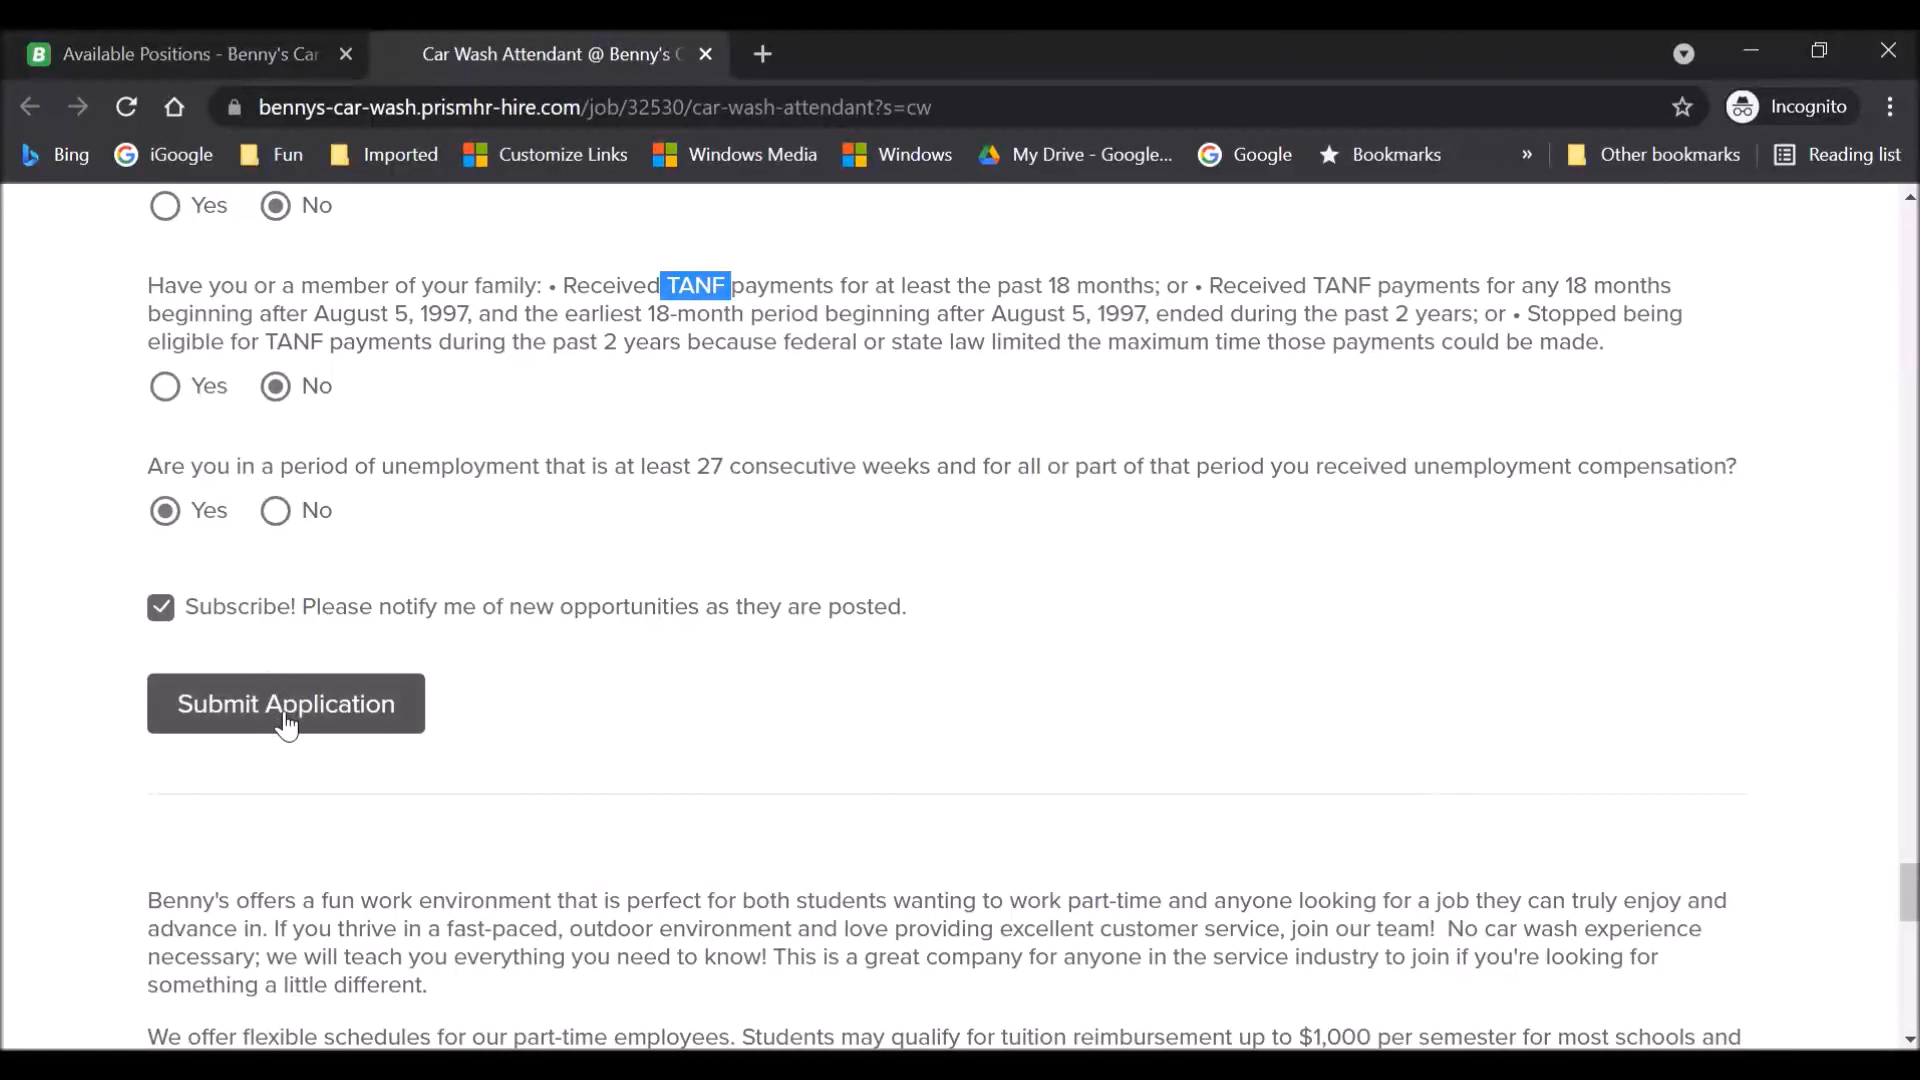 Available Positions - Benny's Car
Car Wash Attendant @ Benny's C
bennys-car-wash.prismhr-hire.com/job/32530/car-wash-attendant?s=cw
Incognito
Bing
iGoogle
Fun
Imported
Customize Links
Windows Media
Windows
My Drive - Google...
Google
Bookmarks
»
Other bookmarks
Reading list
Yes No
Have you or a member of your family: • Received TANF payments for at least the past 18 months; or • Received TANF payments for any 18 months
beginning after August 5, 1997, and the earliest 18-month period beginning after August 5, 1997, ended during the past 2 years; or • Stopped being
eligible for TANF payments during the past 2 years because federal or state law limited the maximum time those payments could be made.
Yes No
Are you in a period of unemployment that is at least 27 consecutive weeks and for all or part of that period you received unemployment compensation?
Yes No
Subscribe! Please notify me of new opportunities as they are posted.
Submit Application
Benny's offers a fun work environment that is perfect for both students wanting to work part-time and anyone looking for a job they can truly enjoy and
advance in. If you thrive in a fast-paced, outdoor environment and love providing excellent customer service, join our team! No car wash experience
necessary; we will teach you everything you need to know! This is a great company for anyone in the service industry to join if you're looking for
something a little different.
We offer flexible schedules for our part-time employees. Students may qualify for tuition reimbursement up to $1,000 per semester for most schools and